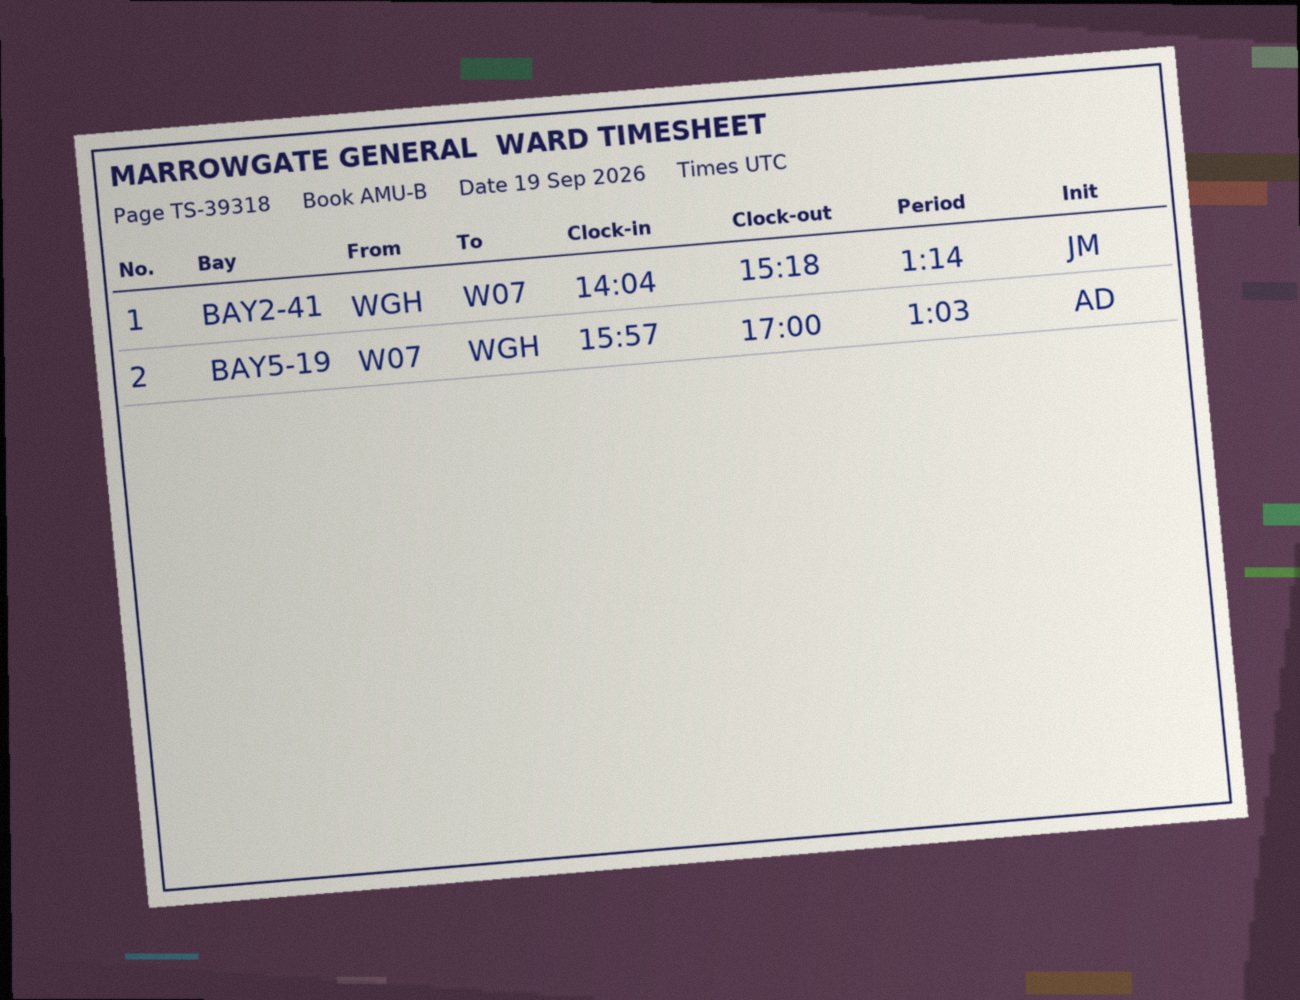 MARROWGATE GENERAL WARD TIMESHEET
Page TS-39318 Book AMU-B Date 19 Sep 2026 Times UTC
No. Bay From To Clock-in Clock-out Period Init
1 BAY2-41 WGH W07 14:04 15:18 1:14 JM
2 BAY5-19 W07 WGH 15:57 17:00 1:03 AD